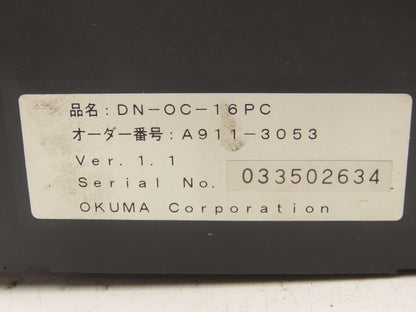 品名：DN-OC-16PC
オーダー番号：A911-3053
Ver. 1. 1
Serial No. 033502634
OKUMA Corporation